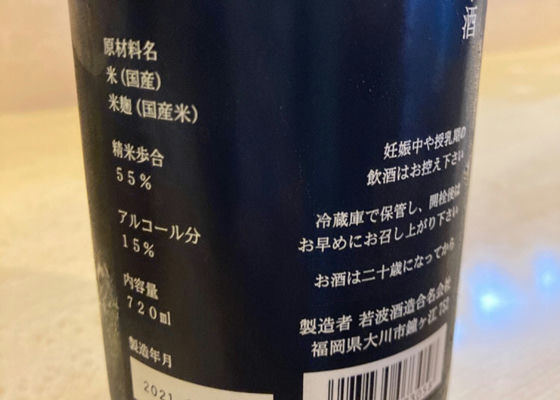 酒
原材料名
米（国産）
米麹（国産米）
精米歩合
55%
アルコール分
15%
内容量
720ml
製造年月
2021
妊娠中や授乳期の
飲酒はお控え下さい
冷蔵庫で保管し、開栓後は
お早めにお召し上がり下さい
お酒は二十歳になってから
製造者 若波酒造合名会社
福岡県大川市鐘ヶ江752